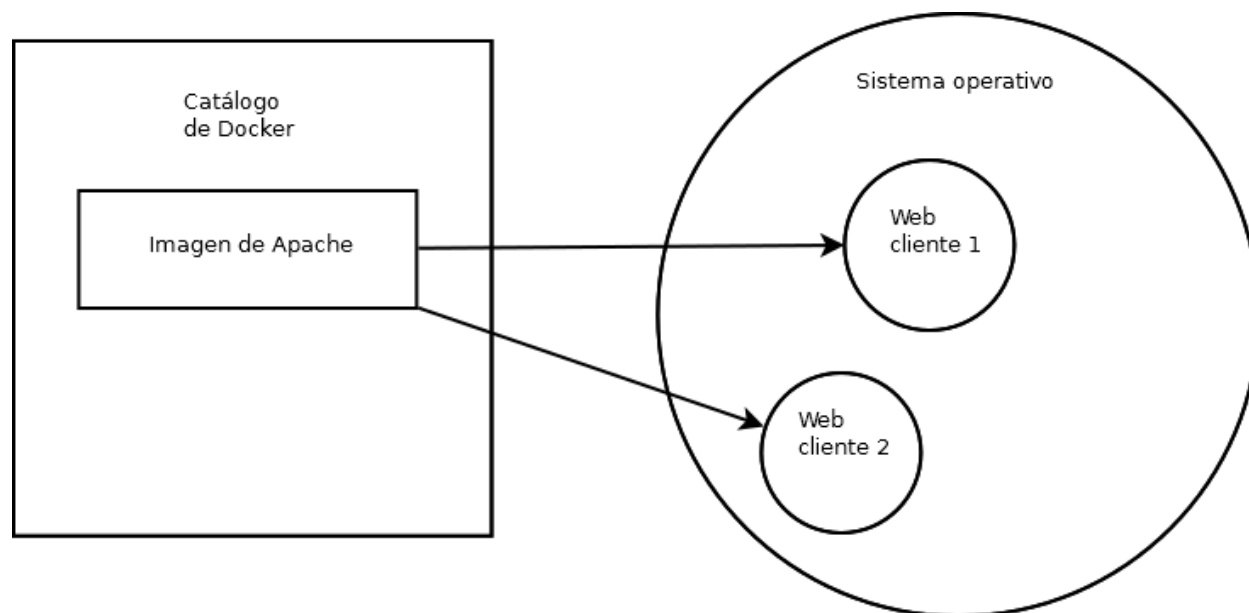 Catálogo
de Docker
Imagen de Apache
Sistema operativo
Web
cliente 1
Web
cliente 2